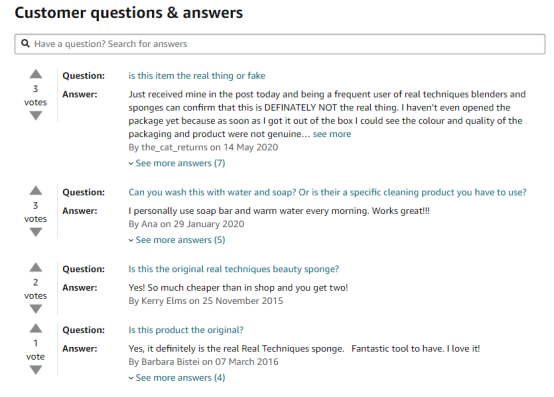 Customer questions & answers
Have a question? Search for answers
3
votes
Question: is this item the real thing or fake
Answer: Just received mine in the post today and being a frequent user of real techniques blenders and
sponges can confirm that this is DEFINATELY NOT the real thing. I haven't even opened the
package yet because as soon as I got it out of the box I could see the colour and quality of the
packaging and product were not genuine... see more
By the_cat_returns on 14 May 2020
See more answers (7)
3
votes
Question: Can you wash this with water and soap? Or is their a specific cleaning product you have to use?
Answer: I personally use soap bar and warm water every morning. Works great!!!
By Ana on 29 January 2020
See more answers (5)
2
votes
Question: Is this the original real techniques beauty sponge?
Answer: Yes! So much cheaper than in shop and you get two!
By Kerry Elms on 25 November 2015
1
vote
Question: Is this product the original?
Answer: Yes, it definitely is the real Real Techniques sponge. Fantastic tool to have. I love it!
By Barbara Bistei on 07 March 2016
See more answers (4)